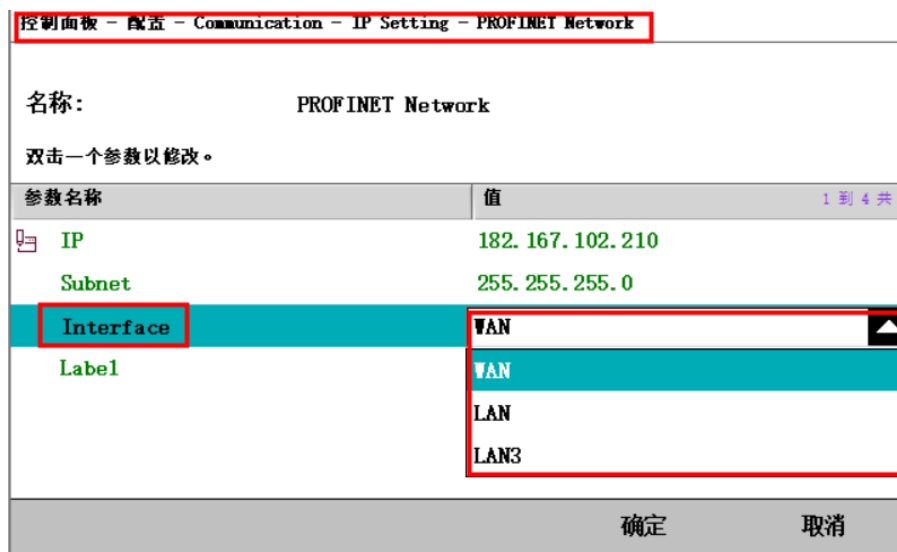 控制面板 - 配置 - Communication - IP Setting - PROFINET Network
名称: PROFINET Network
双击一个参数以修改。
参数名称 值 1 到 4 共
IP 182.167.102.210
Subnet 255.255.255.0
Interface WAN
WAN
Label
LAN
LAN3
确定 取消